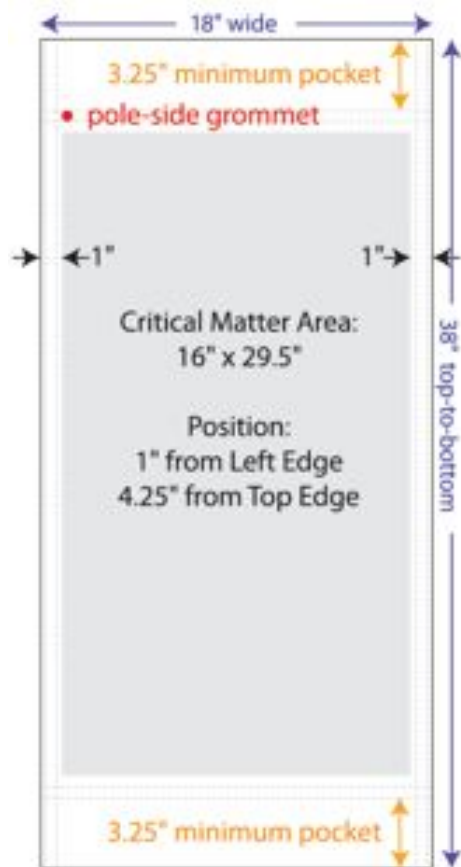 18" wide
3.25" minimum pocket
pole-side grommet
1"
1"
38" top-to-bottom
Critical Matter Area:
16" x 29.5"
Position:
1" from Left Edge
4.25" from Top Edge
3.25" minimum pocket